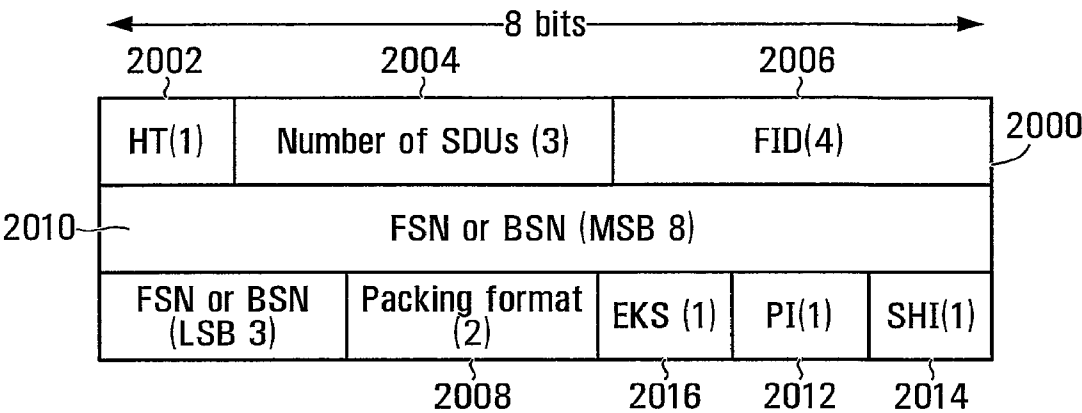 8 bits
2002 2004 2006
HT(1) Number of SDUs (3) FID(4) 2000
2010 FSN or BSN (MSB 8)
FSN or BSN
(LSB 3)
Packing format
(2)
EKS (1) PI(1) SHI(1)
2008 2016 2012 2014